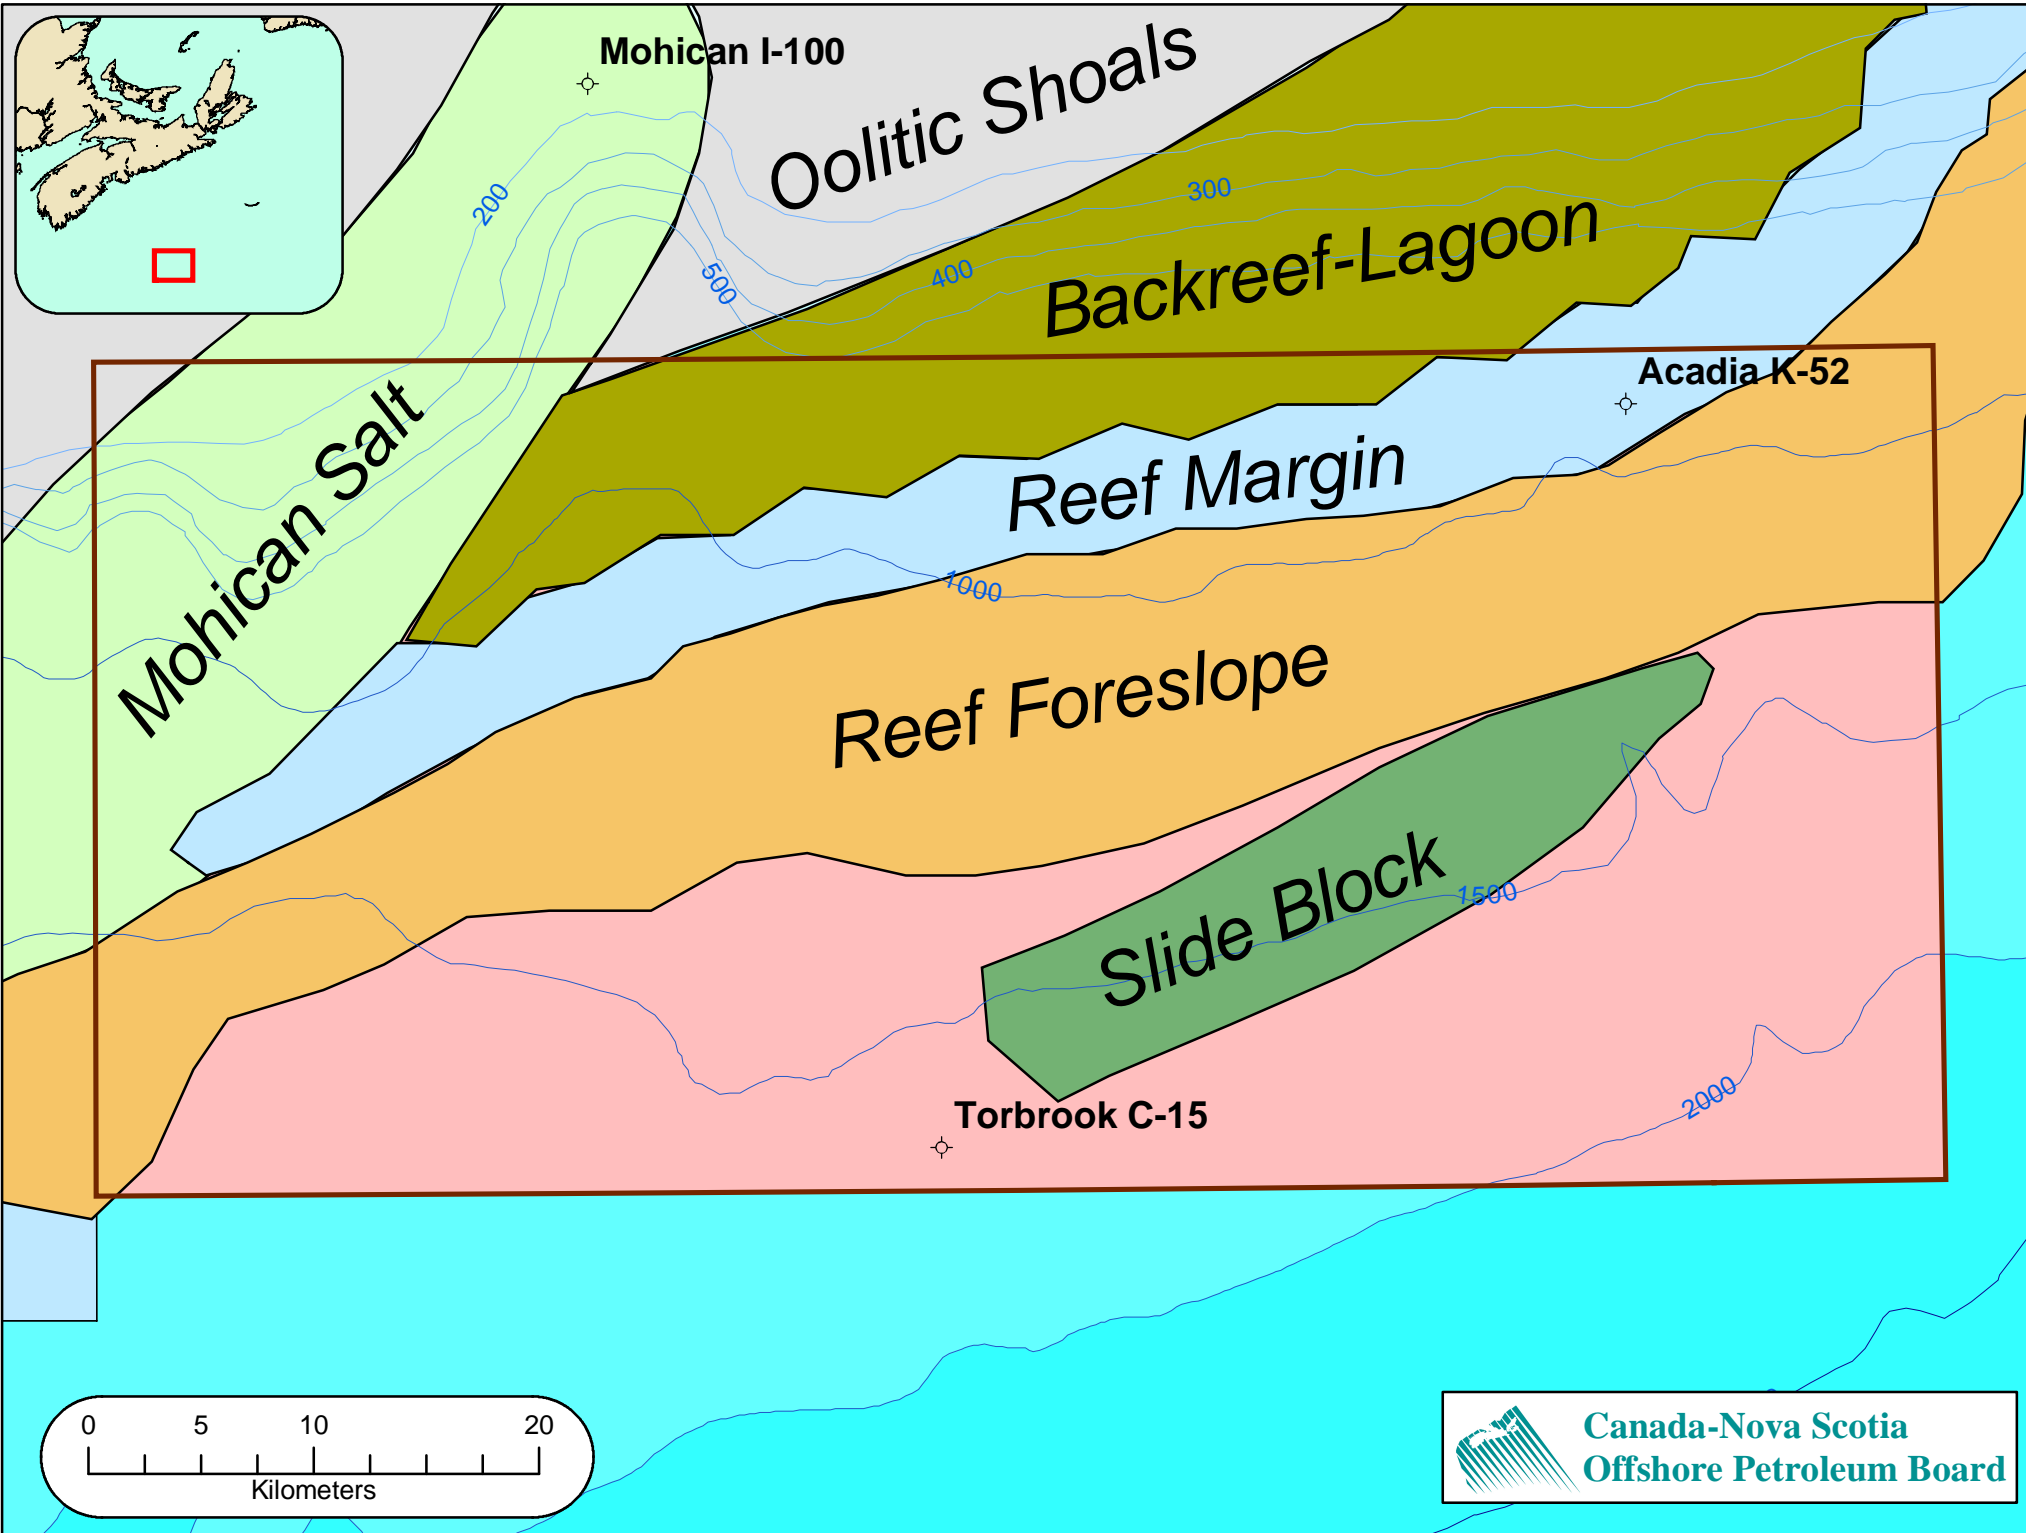 Mohican I-100
Oolitic Shoals
200
300
Backreef-Lagoon
400
500
Acadia K-52
Mohican Salt
Reef Margin
1000
Reef Foreslope
Slide Block
1500
2000
Torbrook C-15
0 5 10 20
Kilometers
Canada-Nova Scotia
Offshore Petroleum Board